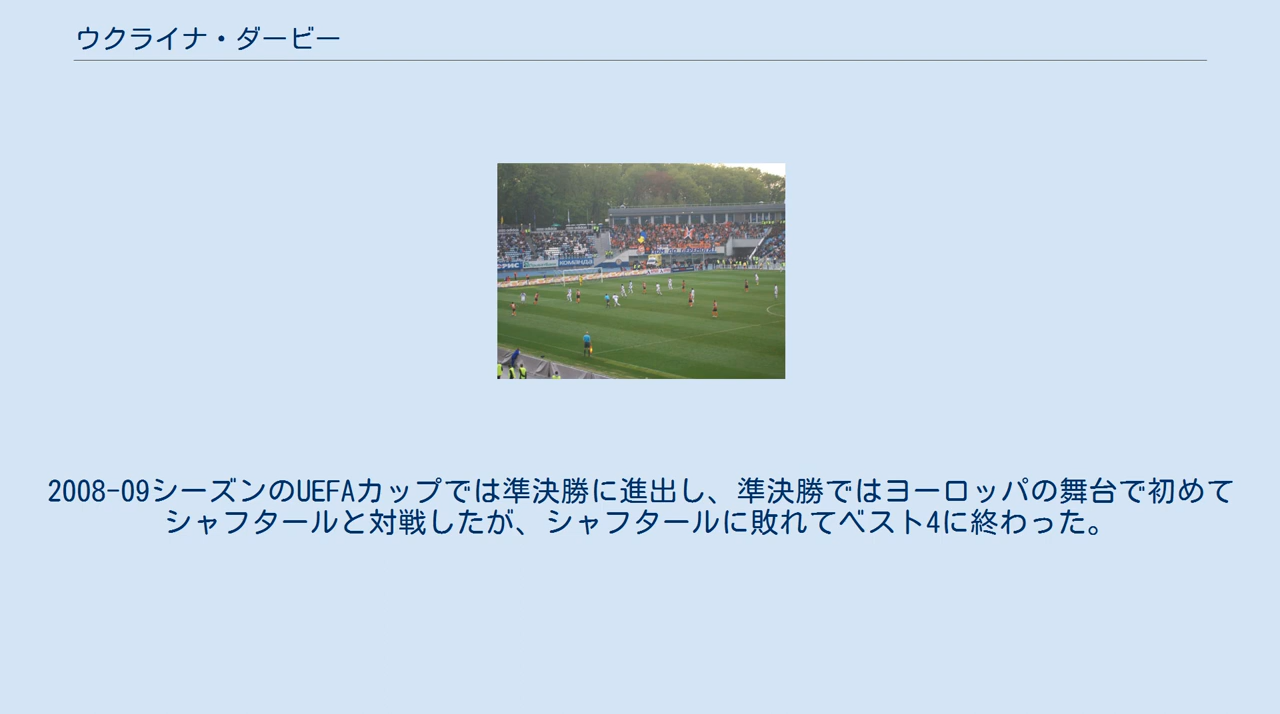 ウクライナ・ダービー
2008-09シーズンのUEFAカップでは準決勝に進出し、準決勝ではヨーロッパの舞台で初めて
シャフタールと対戦したが、シャフタールに敗れてベスト4に終わった。